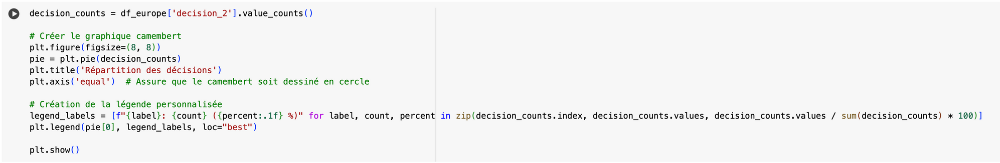 decision_counts = df_europe['decision_2'].value_counts()
# Créer le graphique camembert
plt.figure(figsize=(8, 8))
pie = plt.pie(decision_counts)
plt.title('Répartition des décisions')
plt.axis('equal')  # Assure que le camembert soit dessiné en cercle
# Création de la légende personnalisée
legend_labels = [f"{label}: {count} ({percent:.1f} %)" for label, count, percent in zip(decision_counts.index, decision_counts.values, decision_counts.values / sum(decision_counts) * 100)]
plt.legend(pie[0], legend_labels, loc="best")
plt.show()